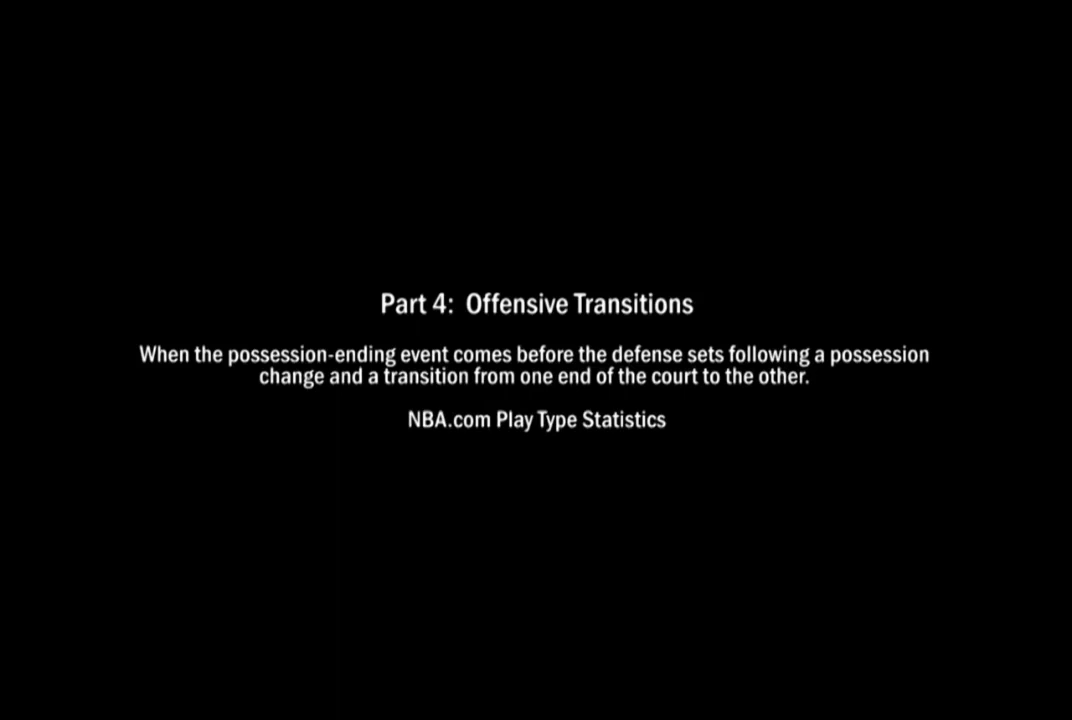 Part 4:  Offensive Transitions
When the possession-ending event comes before the defense sets following a possession
change and a transition from one end of the court to the other.
NBA.com Play Type Statistics